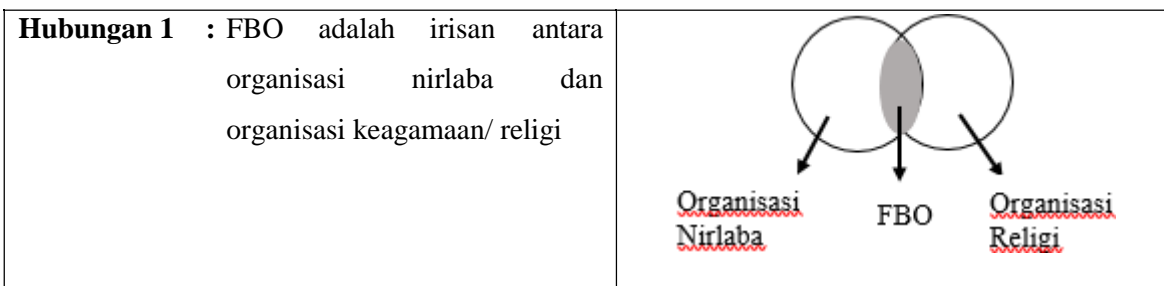 Hubungan 1 : FBO adalah irisan antara
organisasi nirlaba dan
organisasi keagamaan/ religi
Organisasi
Nirlaba
FBO
Organisasi
Religi